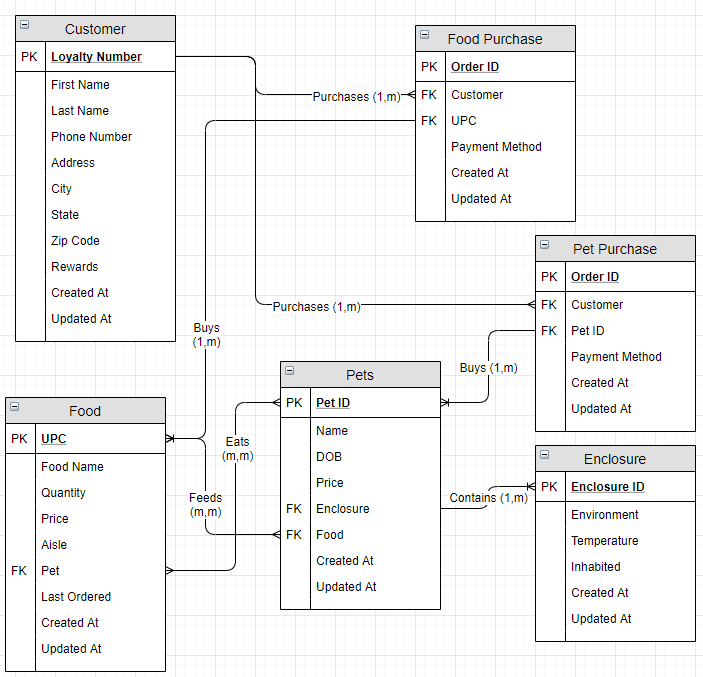 Customer
PK Loyalty Number
First Name
Last Name
Phone Number
Address
City
State
Zip Code
Rewards
Created At
Updated At
Food Purchase
PK Order ID
FK Customer
FK UPC
Payment Method
Created At
Updated At
Purchases (1,m)
Pet Purchase
PK Order ID
FK Customer
FK Pet ID
Payment Method
Created At
Updated At
Purchases (1,m)
Buys
(1,m)
Buys (1,m)
Pets
PK Pet ID
Name
DOB
Price
FK Enclosure
FK Food
Created At
Updated At
Food
PK UPC
Food Name
Quantity
Price
Aisle
FK Pet
Last Ordered
Created At
Updated At
Eats
(m,m)
Feeds
(m,m)
Contains (1,m)
Enclosure
PK Enclosure ID
Environment
Temperature
Inhabited
Created At
Updated At